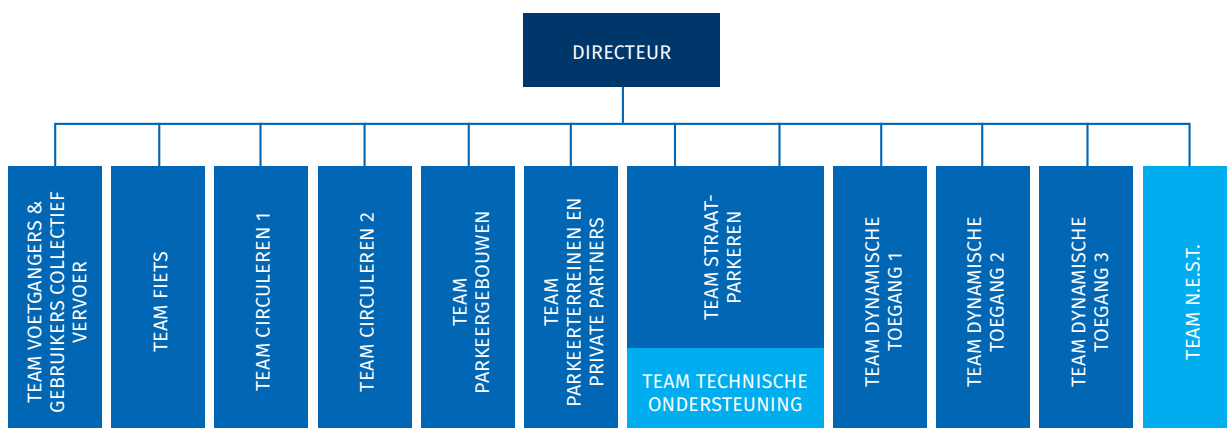 DIRECTEUR
TEAM VOETGANGERS &
GEBRUIKERS COLLECTIEF
VERVOER
TEAM FIETS
TEAM CIRCULEREN 1
TEAM CIRCULEREN 2
TEAM
PARKEERGEBOUWEN
TEAM
PARKEERTERREINEN EN
PRIVATE PARTNERS
TEAM STRAAT-
PARKEREN
TEAM TECHNISCHE
ONDERSTEUNING
TEAM DYNAMISCHE
TOEGANG 1
TEAM DYNAMISCHE
TOEGANG 2
TEAM DYNAMISCHE
TOEGANG 3
TEAM N.E.S.T.